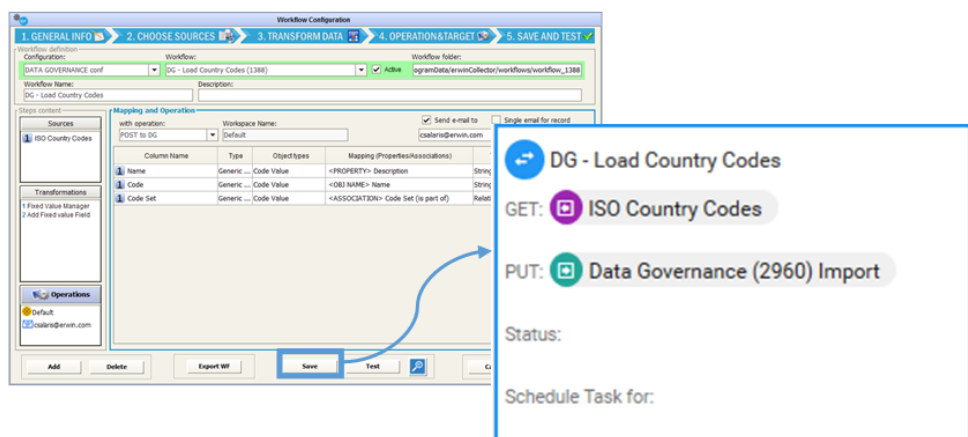 Workflow Configuration
1. GENERAL INFO 2. CHOOSE SOURCES 3. TRANSFORM DATA 4. OPERATION&TARGET 5. SAVE AND TEST
Workflow definition
Configuration: Workflow: Workflow folder:
DATA GOVERNANCE conf DG - Load Country Codes (1388) Active ogramData/erwinCollector/workflows/workflow_1388
Workflow Name: Description:
DG - Load Country Codes
Steps content
Sources
1 ISO Country Codes
Transformations
1 Fixed Value Manager
2 Add Fixed value Field
Operations
Default
csalaris@erwin.com
Mapping and Operation
with operation: Workspace Name: Send e-mail to Single email for record
POST to DG Default csalaris@erwin.com
Column Name Type Object types Mapping (Properties/Associations)
1 Name Generic ... Code Value <PROPERTY> Description String
1 Code Generic ... Code Value <OBJ NAME> Name String
1 Code Set Generic ... Code Value <ASSOCIATION> Code Set (is part of) Relati
Add Delete Export WF Save Test
DG - Load Country Codes
GET: ISO Country Codes
PUT: Data Governance (2960) Import
Status:
Schedule Task for: